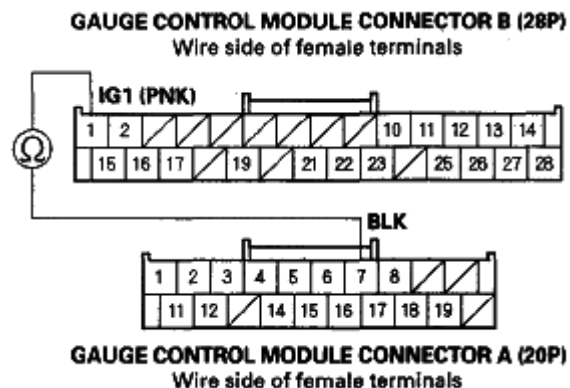 GAUGE CONTROL MODULE CONNECTOR B (28P)
Wire side of female terminals
IG1 (PNK)
1 2 10 11 12 13 14
Ω
15 16 17 19 21 22 23 25 26 27 28
BLK
1 2 3 4 5 6 7 8
11 12 14 15 16 17 18 19
GAUGE CONTROL MODULE CONNECTOR A (20P)
Wire side of female terminals